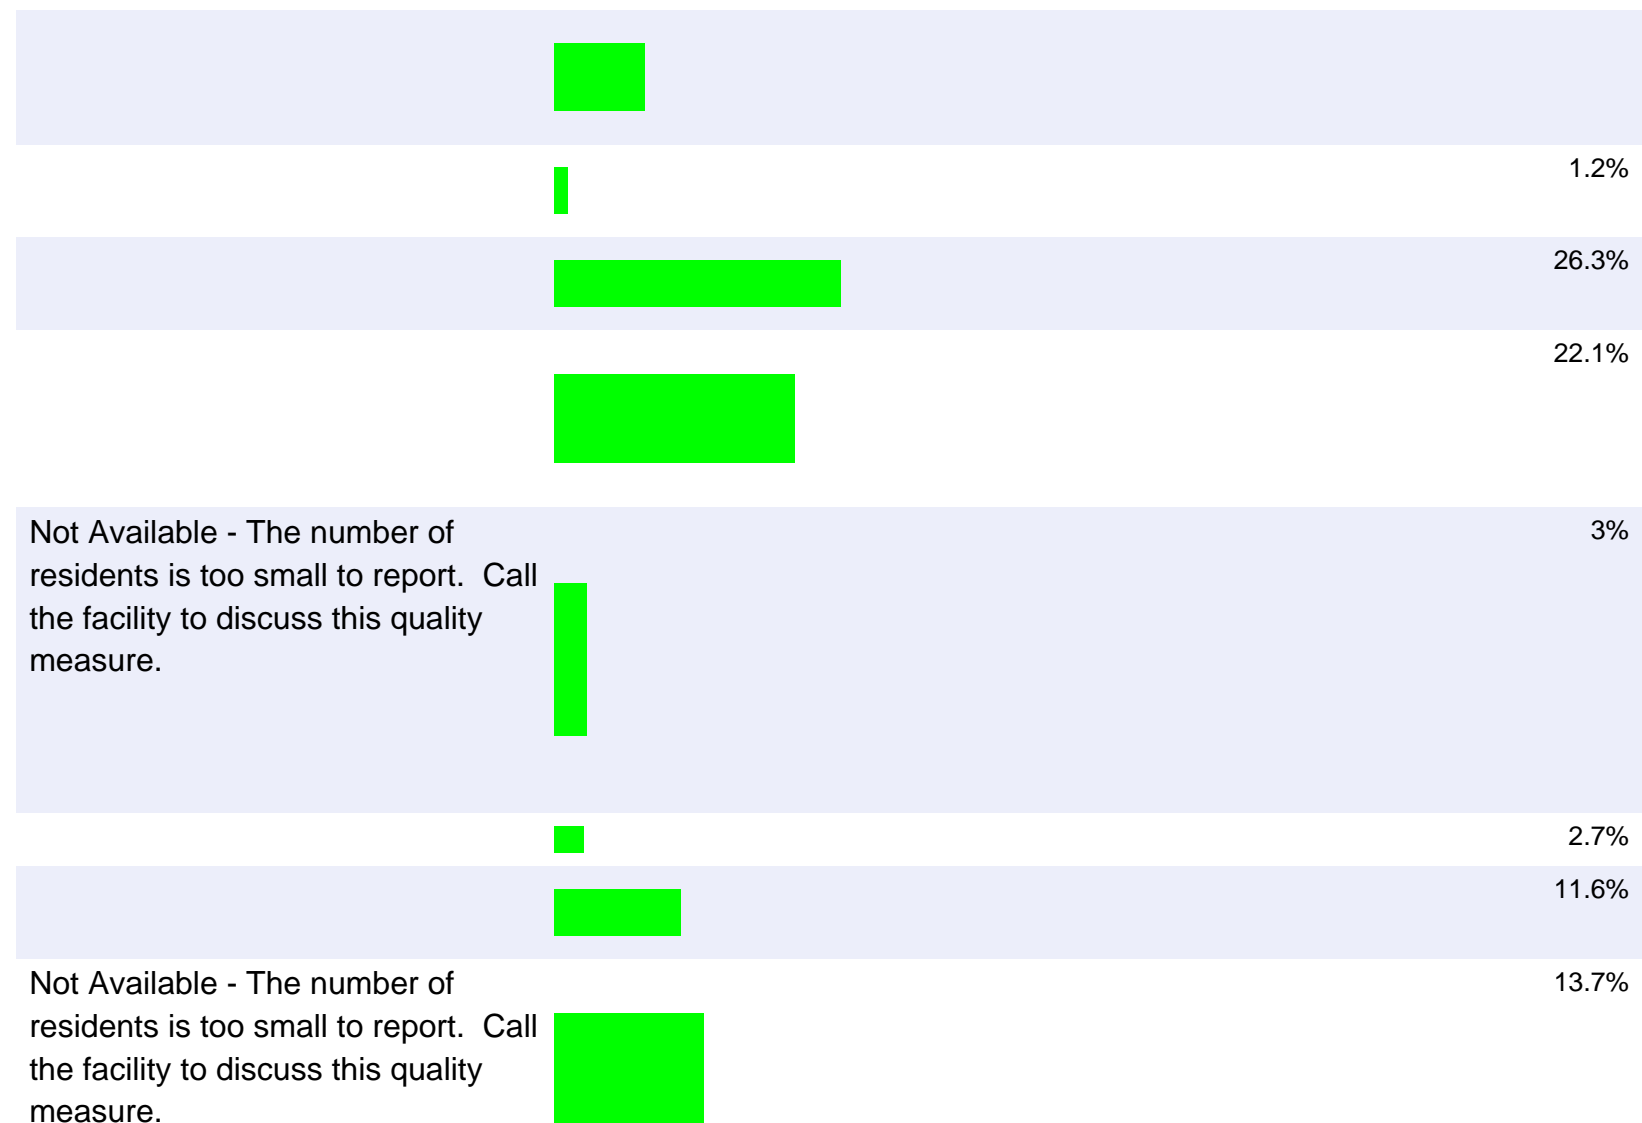 1.2%
26.3%
22.1%
Not Available - The number of
residents is too small to report.  Call
the facility to discuss this quality
measure.
3%
2.7%
11.6%
Not Available - The number of
residents is too small to report.  Call
the facility to discuss this quality
measure.
13.7%